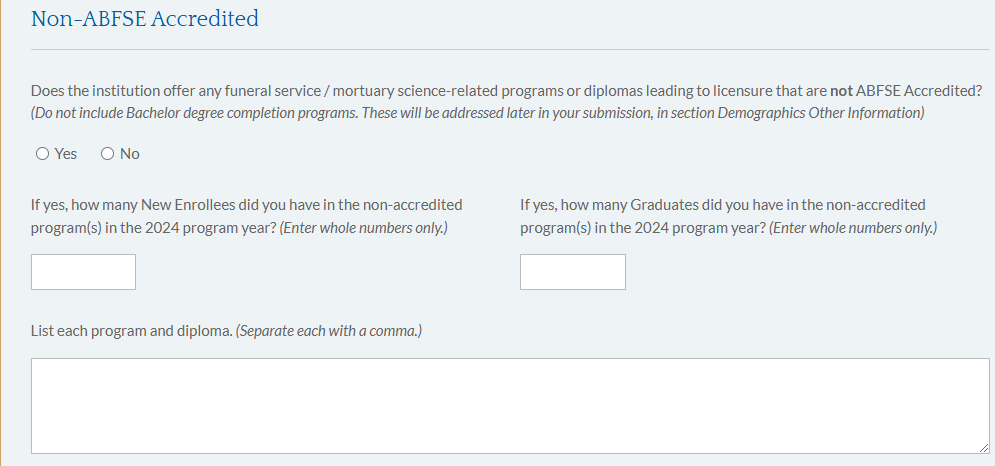 Non-ABFSE Accredited
Does the institution offer any funeral service / mortuary science-related programs or diplomas leading to licensure that are not ABFSE Accredited?
(Do not include Bachelor degree completion programs. These will be addressed later in your submission, in section Demographics Other Information)
Yes No
If yes, how many New Enrollees did you have in the non-accredited
program(s) in the 2024 program year? (Enter whole numbers only.)
If yes, how many Graduates did you have in the non-accredited
program(s) in the 2024 program year? (Enter whole numbers only.)
List each program and diploma. (Separate each with a comma.)